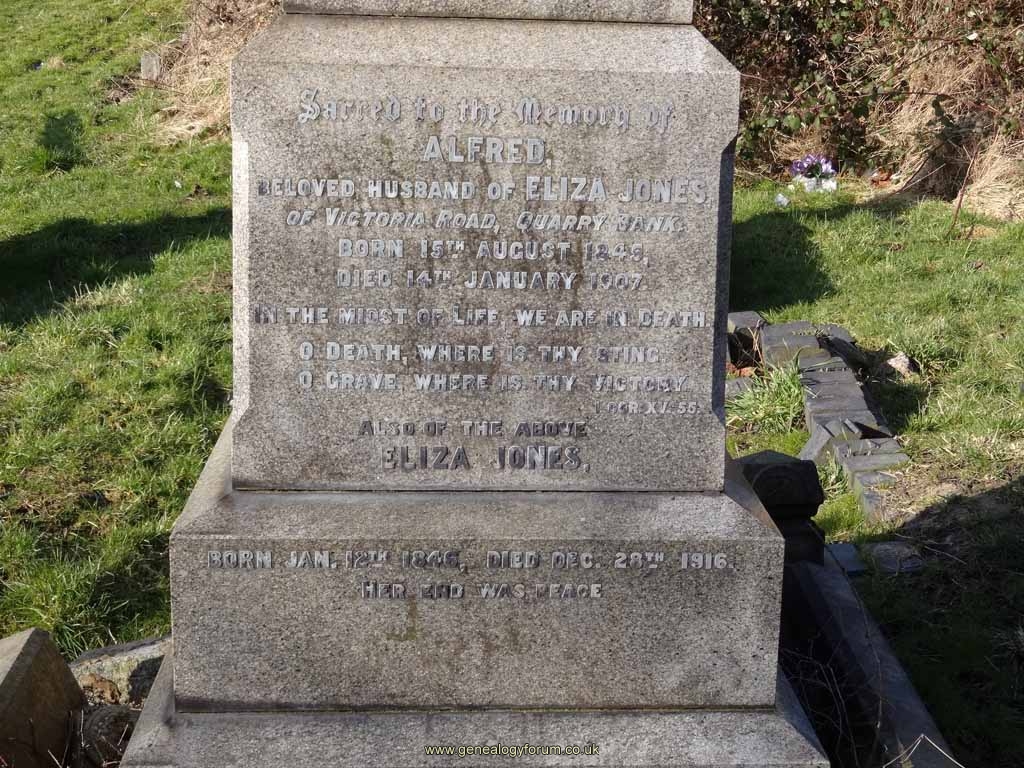 Sacred to the Memory of
ALFRED,
BELOVED HUSBAND OF ELIZA JONES,
OF VICTORIA ROAD, QUARRY BANK.
BORN 15TH AUGUST 1845,
DIED 14TH JANUARY 1907.
IN THE MIDST OF LIFE, WE ARE IN DEATH
O DEATH, WHERE IS THY STING
O GRAVE, WHERE IS THY VICTORY.
1 COR. XV. 55.
ALSO OF THE ABOVE
ELIZA JONES,
BORN JAN. 12TH 1846, DIED DEC. 28TH 1916.
HER END WAS PEACE
www.genealogyforum.co.uk